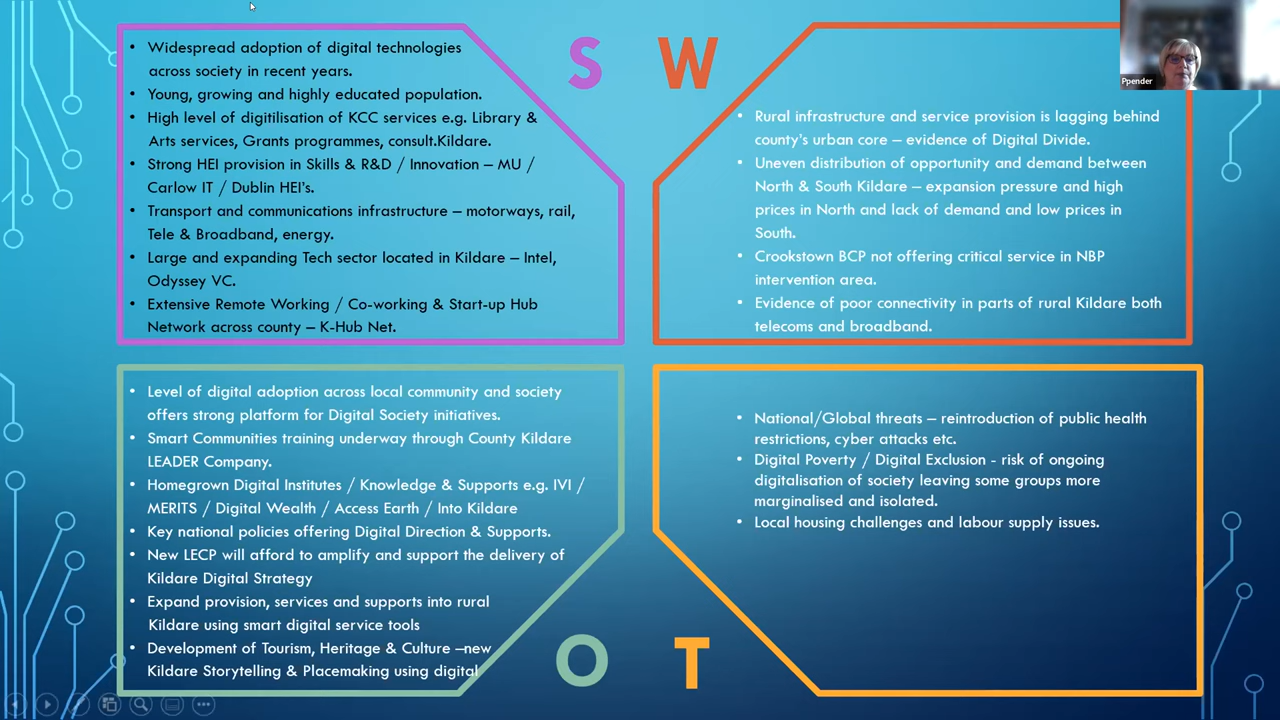 S
• Widespread adoption of digital technologies
across society in recent years.
• Young, growing and highly educated population.
• High level of digitilisation of KCC services e.g. Library &
Arts services, Grants programmes, consult.Kildare.
• Strong HEI provision in Skills & R&D / Innovation – MU /
Carlow IT / Dublin HEI's.
• Transport and communications infrastructure – motorways, rail,
Tele & Broadband, energy.
• Large and expanding Tech sector located in Kildare – Intel,
Odyssey VC.
• Extensive Remote Working / Co-working & Start-up Hub
Network across county – K-Hub Net.
W
Ppender
• Rural infrastructure and service provision is lagging behind
county's urban core – evidence of Digital Divide.
• Uneven distribution of opportunity and demand between
North & South Kildare – expansion pressure and high
prices in North and lack of demand and low prices in
South.
• Crookstown BCP not offering critical service in NBP
intervention area.
• Evidence of poor connectivity in parts of rural Kildare both
telecoms and broadband.
• Level of digital adoption across local community and society
offers strong platform for Digital Society initiatives.
• Smart Communities training underway through County Kildare
LEADER Company.
• Homegrown Digital Institutes / Knowledge & Supports e.g. IVI /
MERITS / Digital Wealth / Access Earth / Into Kildare
• Key national policies offering Digital Direction & Supports.
• New LECP will afford to amplify and support the delivery of
Kildare Digital Strategy
• Expand provision, services and supports into rural
Kildare using smart digital service tools
• Development of Tourism, Heritage & Culture –new
Kildare Storytelling & Placemaking using digital
O
• National/Global threats – reintroduction of public health
restrictions, cyber attacks etc.
• Digital Poverty / Digital Exclusion - risk of ongoing
digitalisation of society leaving some groups more
marginalised and isolated.
• Local housing challenges and labour supply issues.
T